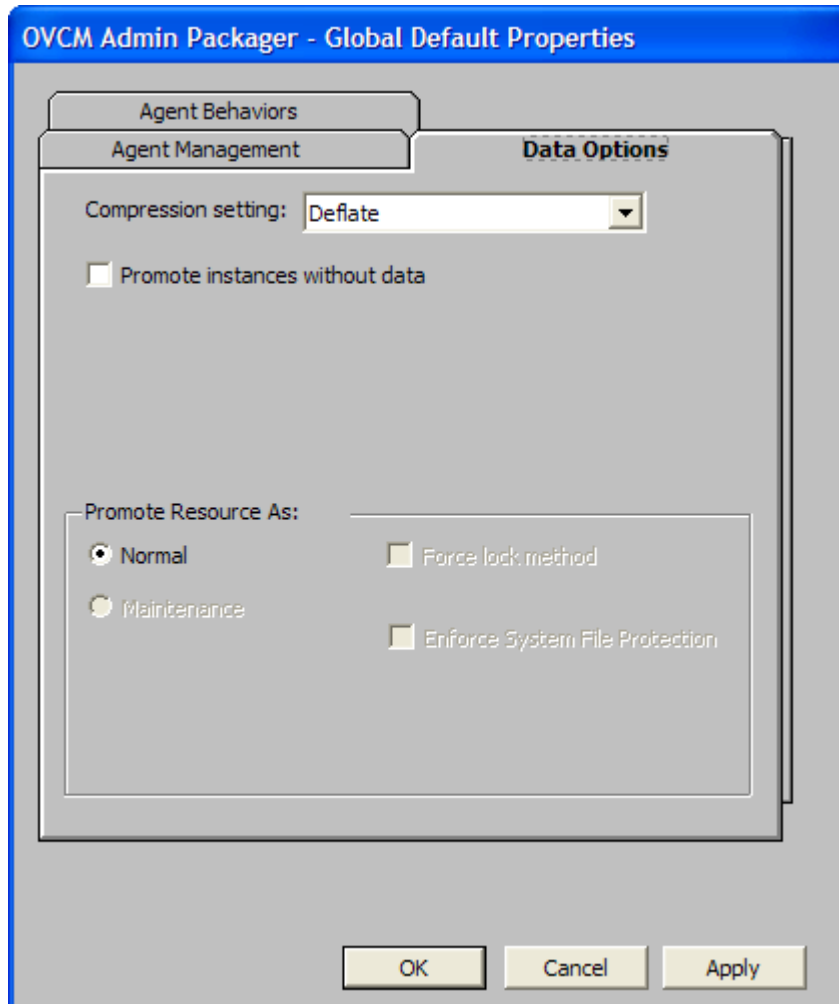 OVCM Admin Packager - Global Default Properties
Agent Behaviors
Agent Management Data Options
Compression setting: Deflate
Promote instances without data
Promote Resource As:
Normal Force lock method
Maintenance
Enforce System File Protection
OK Cancel Apply